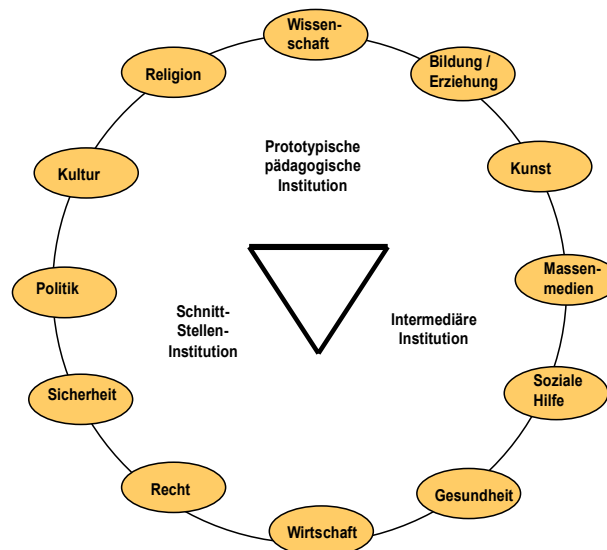 Wissen-
schaft
Bildung /
Erziehung
Religion
Kultur
Kunst
Prototypische
pädagogische
Institution
Politik
Massen-
medien
Schnitt-
Stellen-
Institution
Intermediäre
Institution
Sicherheit
Soziale
Hilfe
Recht
Gesundheit
Wirtschaft